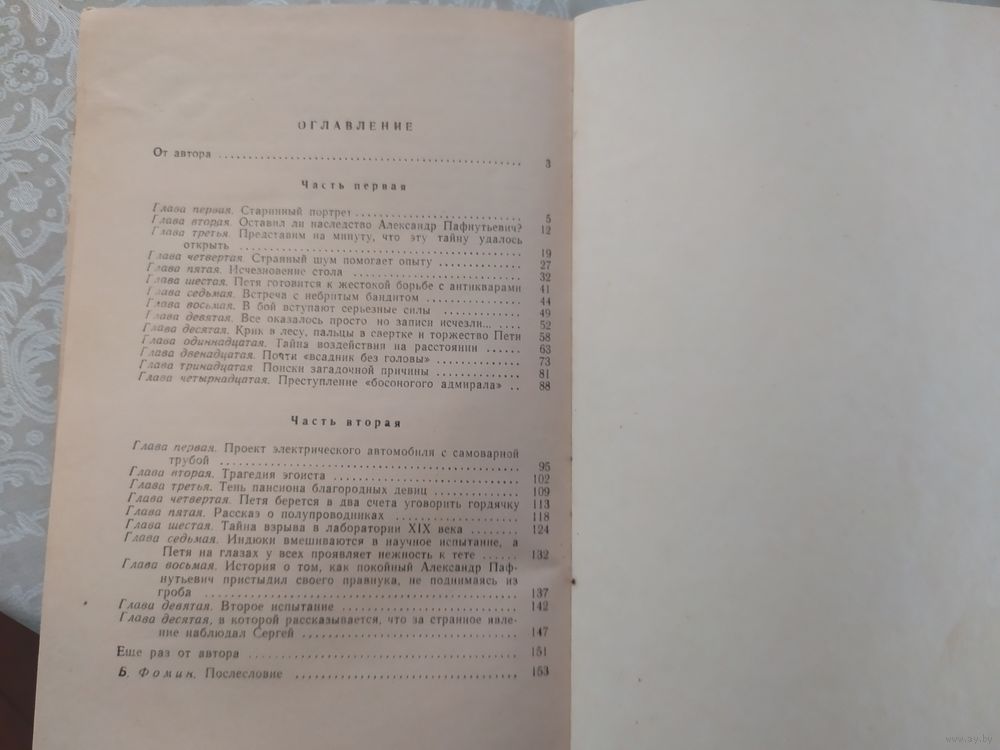 ОГЛАВЛЕНИЕ
От автора . . . . . . . . . . 3
Часть первая
Глава первая. Старинный портрет . . . . . . . . . . 5
Глава вторая. Оставил ли наследство Александр Пафнутьевич? 12
Глава третья. Представим на минуту, что эту тайну удалось
открыть . . . . . . . . . . 19
Глава четвертая. Странный шум помогает опыту . . . . . . . . . . 27
Глава пятая. Исчезновение стола . . . . . . . . . . 32
Глава шестая. Петя готовится к жестокой борьбе с антикварами 41
Глава седьмая. Встреча с небритым бандитом . . . . . . . . . . 44
Глава восьмая. В бой вступают серьезные силы . . . . . . . . . . 49
Глава девятая. Все оказалось просто но записи исчезли... . . . . 52
Глава десятая. Крик в лесу, пальцы в свертке и торжество Пети 58
Глава одиннадцатая. Тайна воздействия на расстоянии . . . . . . 63
Глава двенадцатая. Почти «всадник без головы» . . . . . . . . . . 73
Глава тринадцатая Поиски загадочной причины . . . . . . . . . . 81
Глава четырнадцатая. Преступление «босоногого адмирала» . . 88
Часть вторая
Глава первая. Проект электрического автомобиля с самоварной
трубой . . . . . . . . . . 95
Глава вторая. Трагедия эгоиста . . . . . . . . . . 102
Глава третья. Тень пансиона благородных девиц . . . . . . . . . . 109
Глава четвертая. Петя берется в два счета уговорить гордячку 113
Глава пятая. Рассказ о полупроводниках . . . . . . . . . . 118
Глава шестая. Тайна взрыва в лаборатории XIX века . . . . . . . . 124
Глава седьмая. Индюки вмешиваются в научное испытание, а
Петя на глазах у всех проявляет нежность к тете . . . . . . 132
Глава восьмая. История о том, как покойный Александр Паф-
нутьевич пристыдил своего правнука, не поднимаясь из
гроба . . . . . . . . . . 137
Глава девятая. Второе испытание . . . . . . . . . . 142
Глава десятая, в которой рассказывается, что за странное явле-
ние наблюдал Сергей . . . . . . . . . . 147
Еще раз от автора . . . . . . . . . . 151
Б. Фомин. Послесловие . . . . . . . . . . 153
www.ay.by